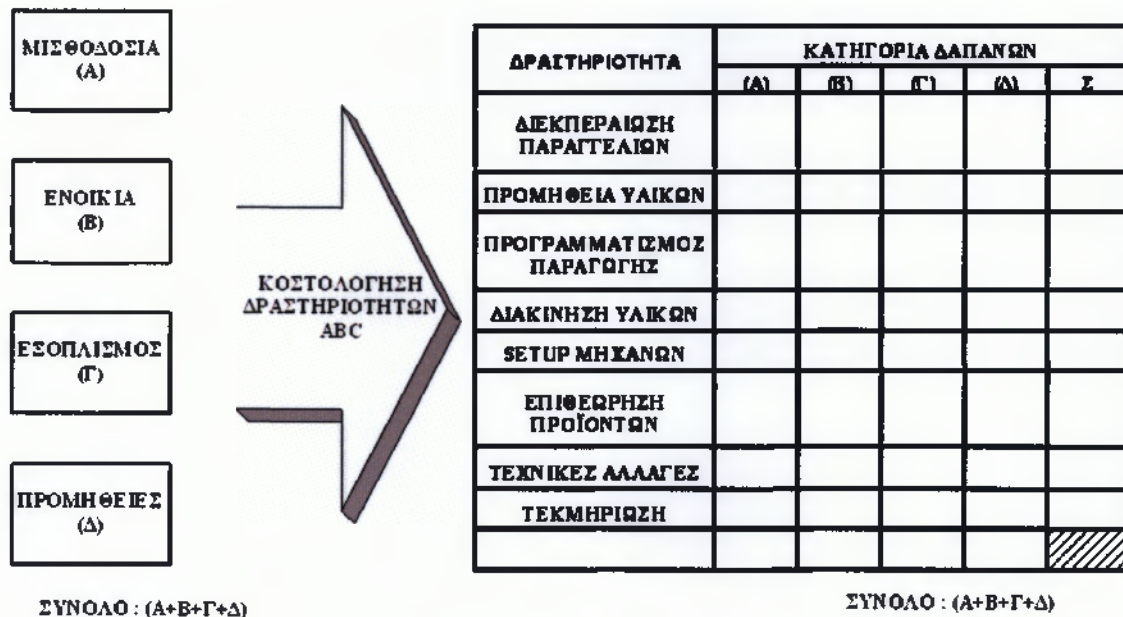 ΜΙΣΘΟΔΟΣΙΑ
(Α)
ΕΝΟΙΚΙΑ
(Β)
ΕΞΟΠΛΙΣΜΟΣ
(Γ)
ΠΡΟΜΗΘΕΙΕΣ
(Δ)
ΣΥΝΟΛΟ : (Α+Β+Γ+Δ)
ΚΟΣΤΟΛΟΓΗΣΗ
ΔΡΑΣΤΗΡΙΟΤΗΤΩΝ
ABC
ΔΡΑΣΤΗΡΙΟΤΗΤΑ
ΚΑΤΗΓΟΡΙΑ ΔΑΠΑΝΩΝ
(Α) (Β) (Γ) (Δ) Σ
ΔΙΕΚΠΕΡΑΙΩΣΗ
ΠΑΡΑΓΓΕΛΙΩΝ
ΠΡΟΜΗΘΕΙΑ ΥΛΙΚΩΝ
ΠΡΟΓΡΑΜΜΑΤΙΣΜΟΣ
ΠΑΡΑΓΩΓΗΣ
ΔΙΑΚΙΝΗΣΗ ΥΛΙΚΩΝ
SETUP ΜΗΧΑΝΩΝ
ΕΠΙΘΕΩΡΗΣΗ
ΠΡΟΪΟΝΤΩΝ
ΤΕΧΝΙΚΕΣ ΑΛΛΑΓΕΣ
ΤΕΚΜΗΡΙΩΣΗ
ΣΥΝΟΛΟ : (Α+Β+Γ+Δ)